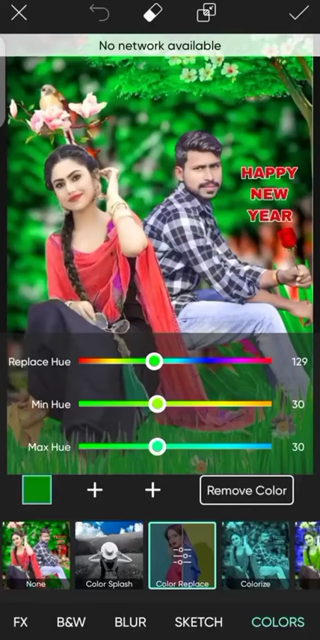 No network available
HAPPY
NEW
YEAR
Replace Hue 129
Min Hue 30
Max Hue 30
Remove Color
None Color Splash Color Replace Colorize
FX B&W BLUR SKETCH COLORS